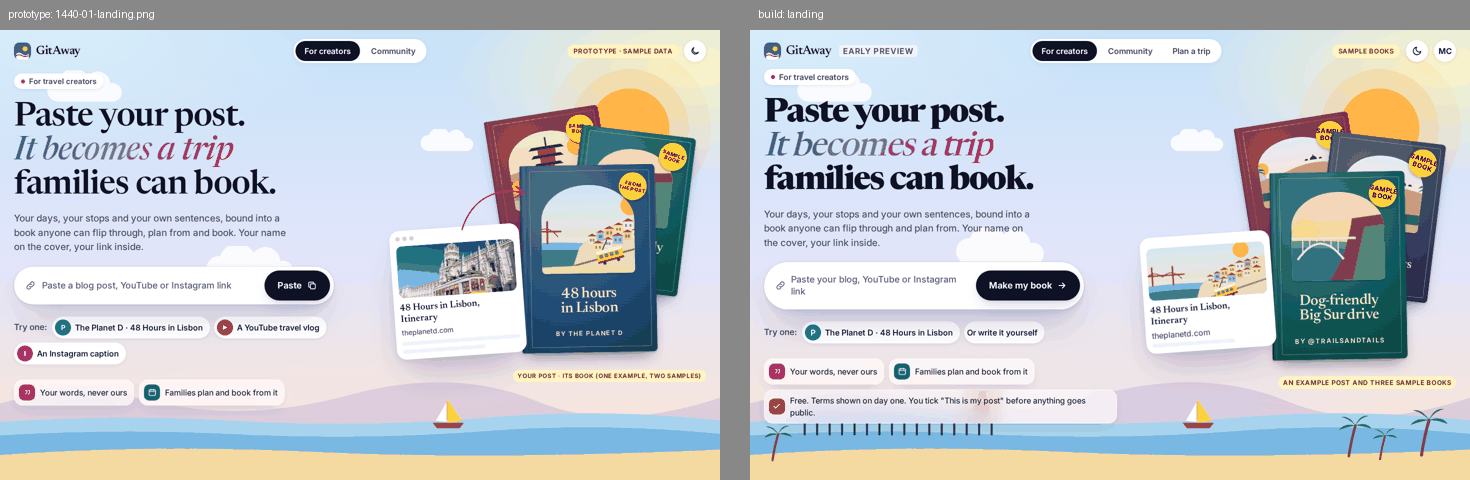 prototype: 1440-01-landing.png
GitAway
For creators
Community
PROTOTYPE · SAMPLE DATA
For travel creators
Paste your post.
It becomes a trip
families can book.
Your days, your stops and your own sentences, bound into a
book anyone can flip through, plan from and book. Your name
on the cover, your link inside.
Paste a blog post, YouTube or Instagram link
Paste
Try one:
P
The Planet D · 48 Hours in Lisbon
A YouTube travel vlog
An Instagram caption
Your words, never ours
Families plan and book from it
SAMPLE
BOOK
FROM
THE POST
48 Hours in Lisbon,
Itinerary
theplanetd.com
48 hours
in Lisbon
BY THE PLANET D
YOUR POST · ITS BOOK (ONE EXAMPLE, TWO SAMPLES)
build: landing
GitAway
EARLY PREVIEW
For creators
Community
Plan a trip
SAMPLE BOOKS
MC
For travel creators
Paste your post.
It becomes a trip
families can book.
Your days, your stops and your own sentences, bound into a
book anyone can flip through and plan from. Your name on
the cover, your link inside.
Paste your blog, YouTube or Instagram
link
Make my book →
Try one:
P
The Planet D · 48 Hours in Lisbon
Or write it yourself
Your words, never ours
Families plan and book from it
Free. Terms shown on day one. You tick "This is my post" before anything goes
public.
SAMPLE
BOOK
SAMPLE
BOOK
SAMPLE
BOOK
48 Hours in Lisbon,
Itinerary
theplanetd.com
Dog-friendly
Big Sur drive
BY @TRAILSANDTAILS
AN EXAMPLE POST AND THREE SAMPLE BOOKS